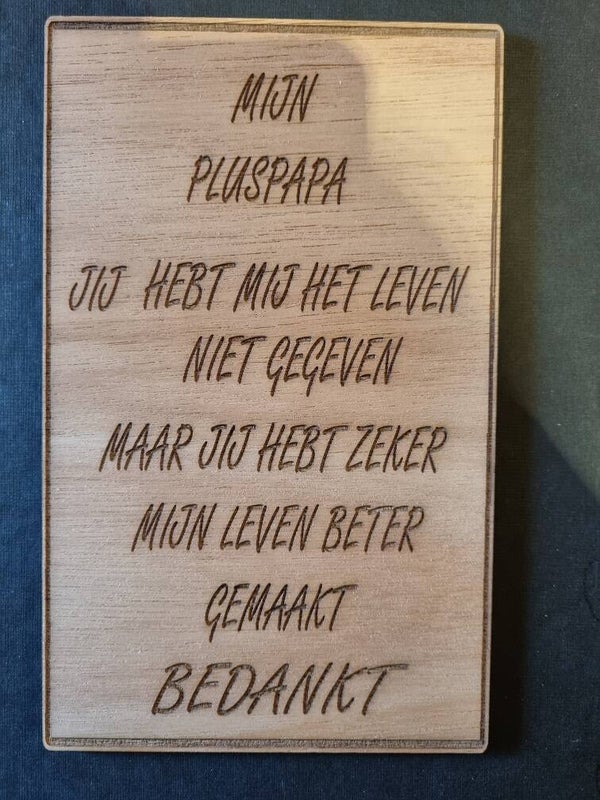 MIJN
PLUSPAPA
JIJ HEBT MIJ HET LEVEN
NIET GEGEVEN
MAAR JIJ HEBT ZEKER
MIJN LEVEN BETER
GEMAAKT
BEDANKT